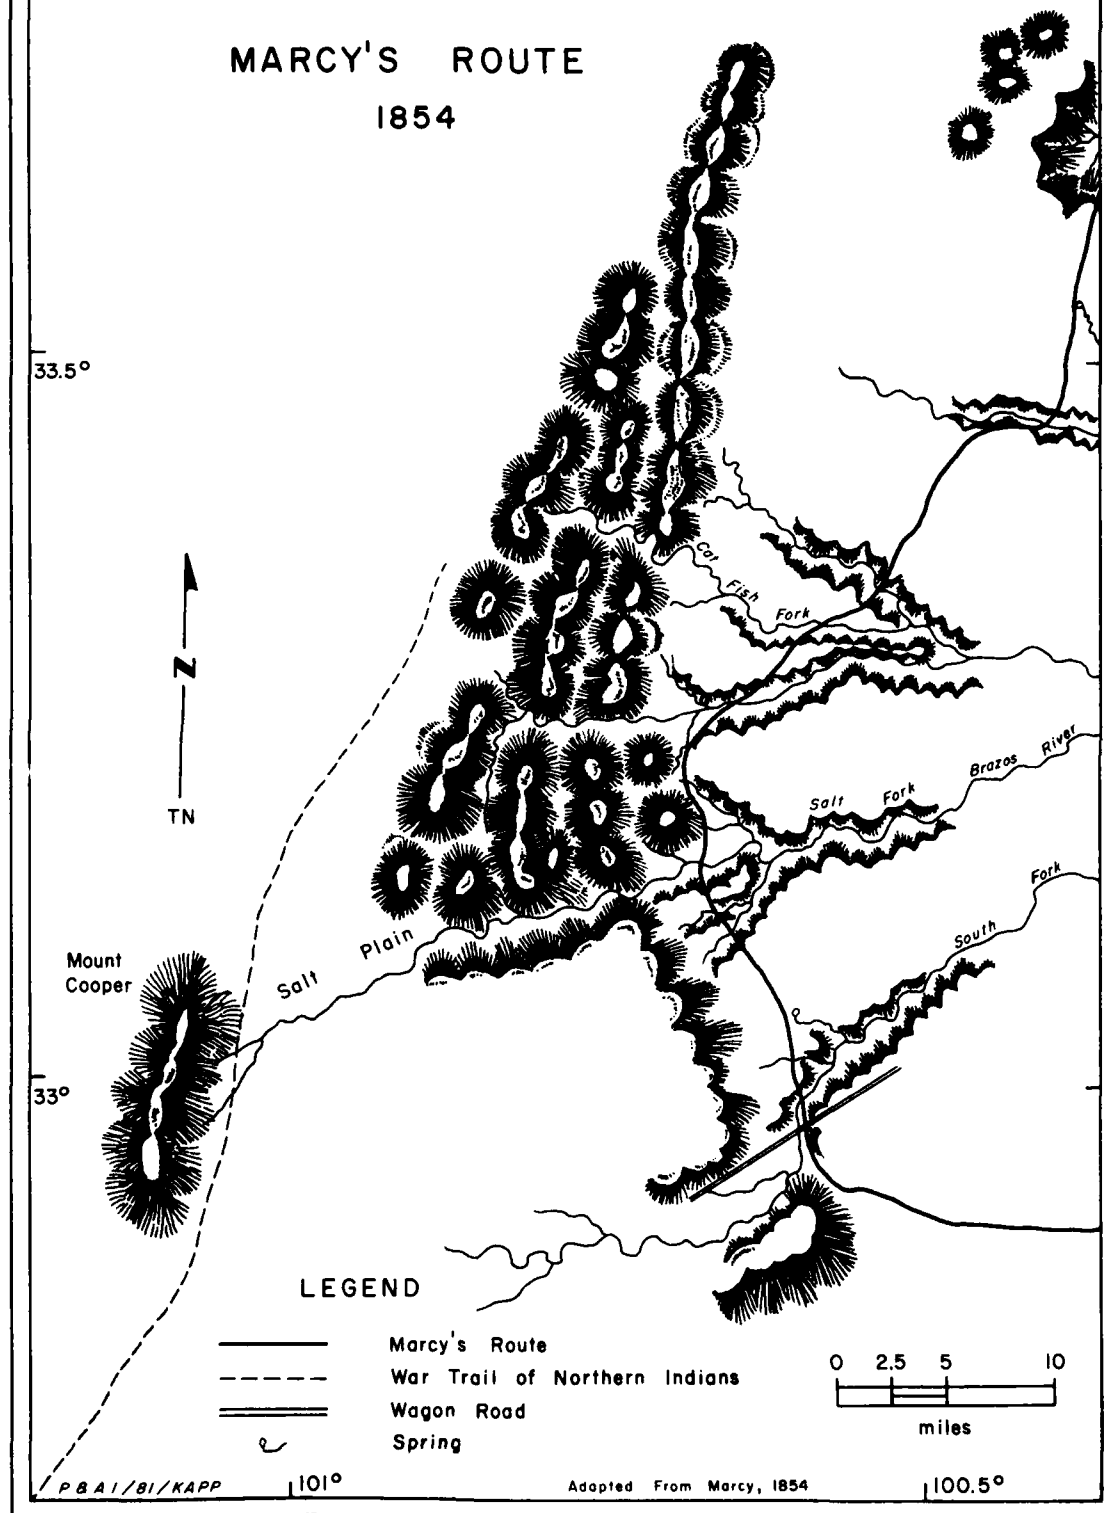 MARCY'S ROUTE
1854
33.5°
Cat
Fish
Fork
N
TN
Salt Fork Brazos River
South Fork
Salt Plain
Mount
Cooper
33°
LEGEND
Marcy's Route
War Trail of Northern Indians
Wagon Road
Spring
0 2.5 5 10
miles
P & A I / 81 / KAPP
101°
Adapted From Marcy, 1854
100.5°